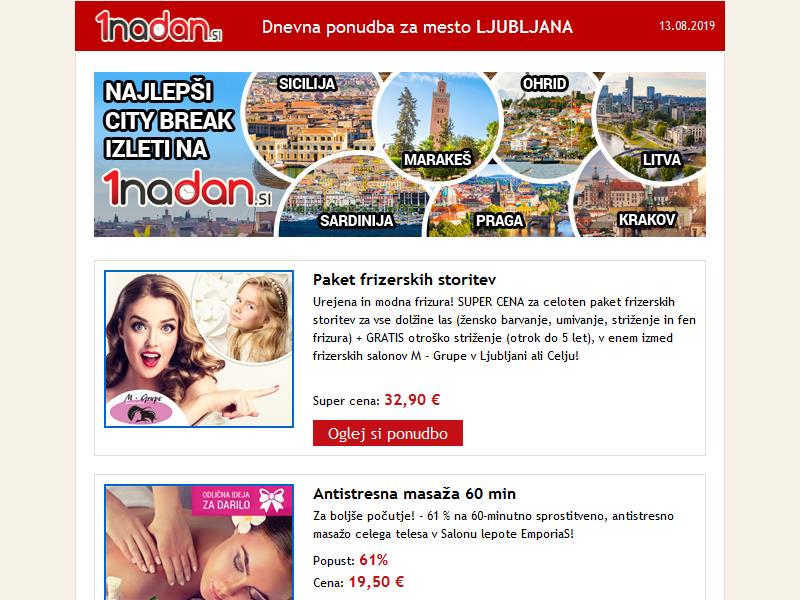 1nadan.si
Dnevna ponudba za mesto LJUBLJANA
13.08.2019
NAJLEPŠI
CITY BREAK
IZLETI NA
1nadan.si
SICILIJA
MARAKEŠ
OHRID
LITVA
SARDINIJA
PRAGA
KRAKOV
Paket frizerskih storitev
Urejena in modna frizura! SUPER CENA za celoten paket frizerskih
storitev za vse dolžine las (žensko barvanje, umivanje, striženje in fen
frizura) + GRATIS otroško striženje (otrok do 5 let), v enem izmed
frizerskih salonov M - Grupe v Ljubljani ali Celju!
M - Grupe
Super cena: 32,90 €
Oglej si ponudbo
ODLIČNA IDEJA
ZA DARILO
Antistresna masaža 60 min
Za boljše počutje! - 61 % na 60-minutno sprostitveno, antistresno
masažo celega telesa v Salonu lepote EmporiaS!
Popust: 61%
Cena: 19,50 €